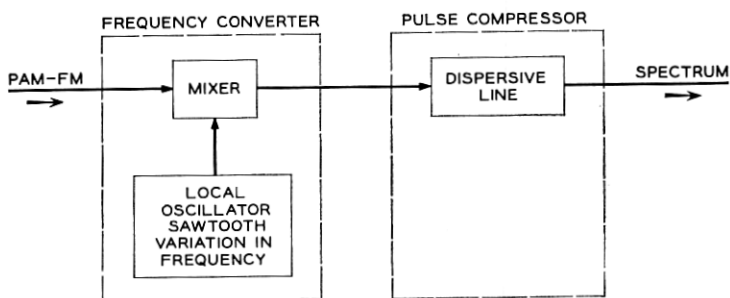 FREQUENCY CONVERTER
PULSE COMPRESSOR
PAM-FM
MIXER
DISPERSIVE
LINE
SPECTRUM
LOCAL
OSCILLATOR
SAWTOOTH
VARIATION IN
FREQUENCY